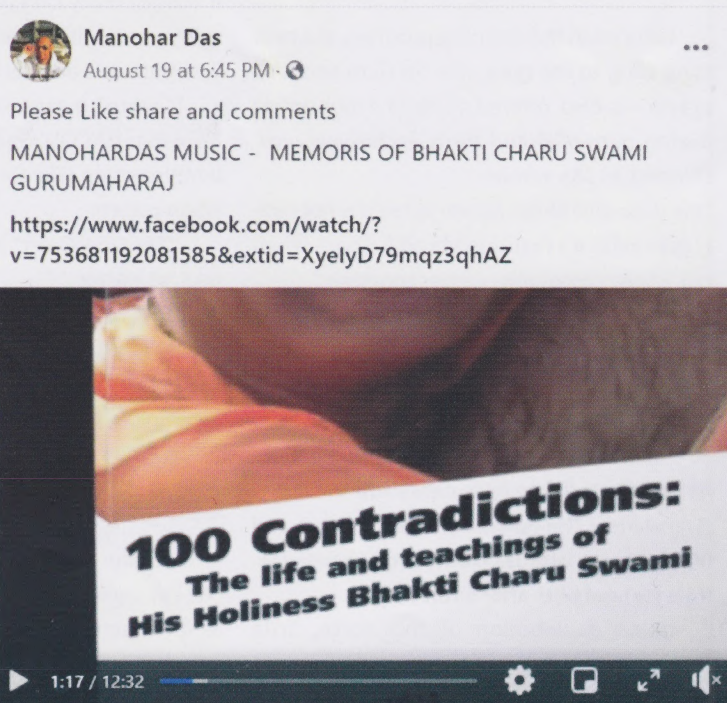 Manohar Das
August 19 at 6:45 PM ·
Please Like share and comments
MANOHARDAS MUSIC - MEMORIS OF BHAKTI CHARU SWAMI
GURUMAHARAJ
https://www.facebook.com/watch/?
v=753681192081585&extid=XyeIyD79mqz3qhAZ
100 Contradictions:
The life and teachings of
His Holiness Bhakti Charu Swami
1:17 / 12:32